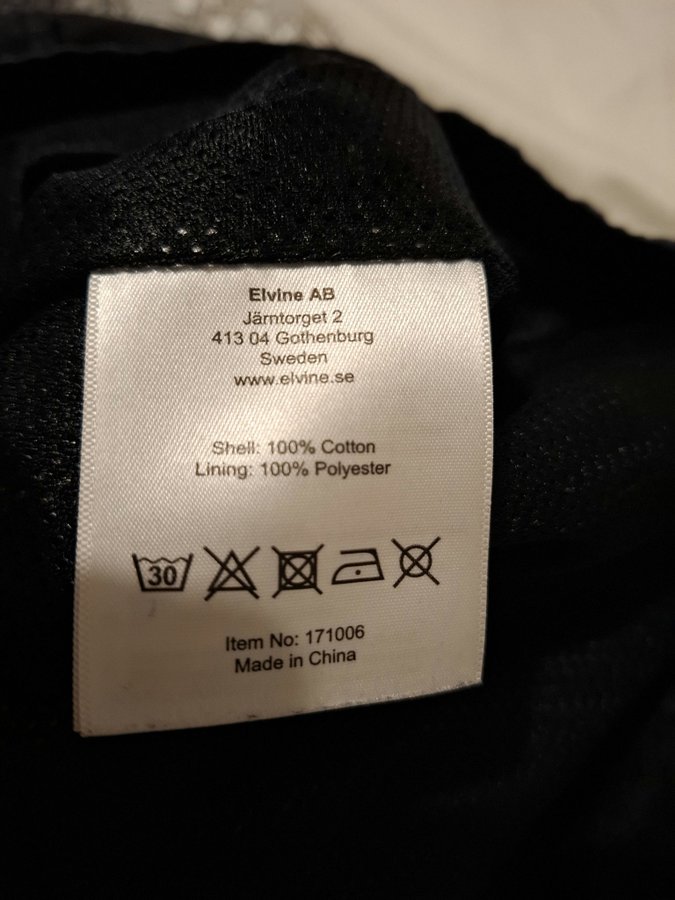 Elvine AB
Järntorget 2
413 04 Gothenburg
Sweden
www.elvine.se
Shell: 100% Cotton
Lining: 100% Polyester
30
Item No: 171006
Made in China